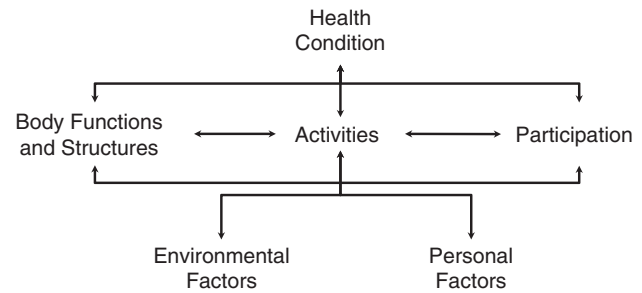 Health
Condition
Body Functions
and Structures
Activities
Participation
Environmental
Factors
Personal
Factors